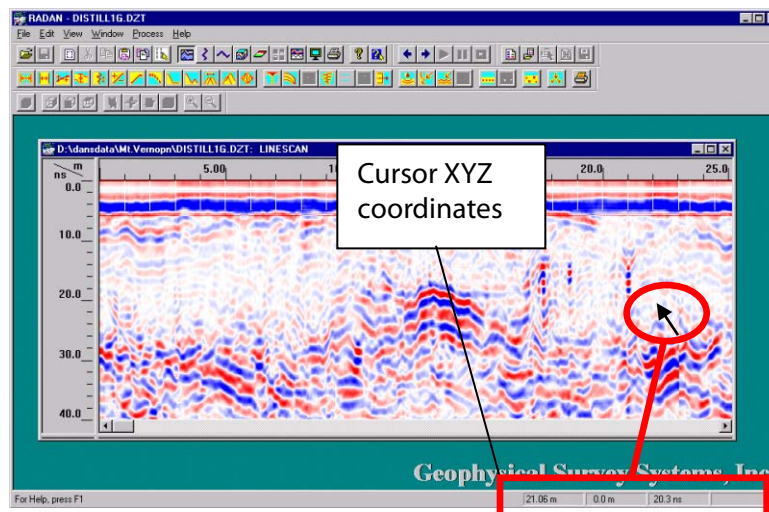 RADAN - DISTILL1G.DZT
File Edit View Window Process Help
D:\dansdata\Mt.Vernopn\DISTILL1G.DZT: LINESCAN
m
ns
5.00
20.0
25.0
0.0
10.0
20.0
30.0
40.0
Cursor XYZ
coordinates
Geophysical Survey Systems, Inc
For Help, press F1
21.06 m 0.0 m 20.3 ns